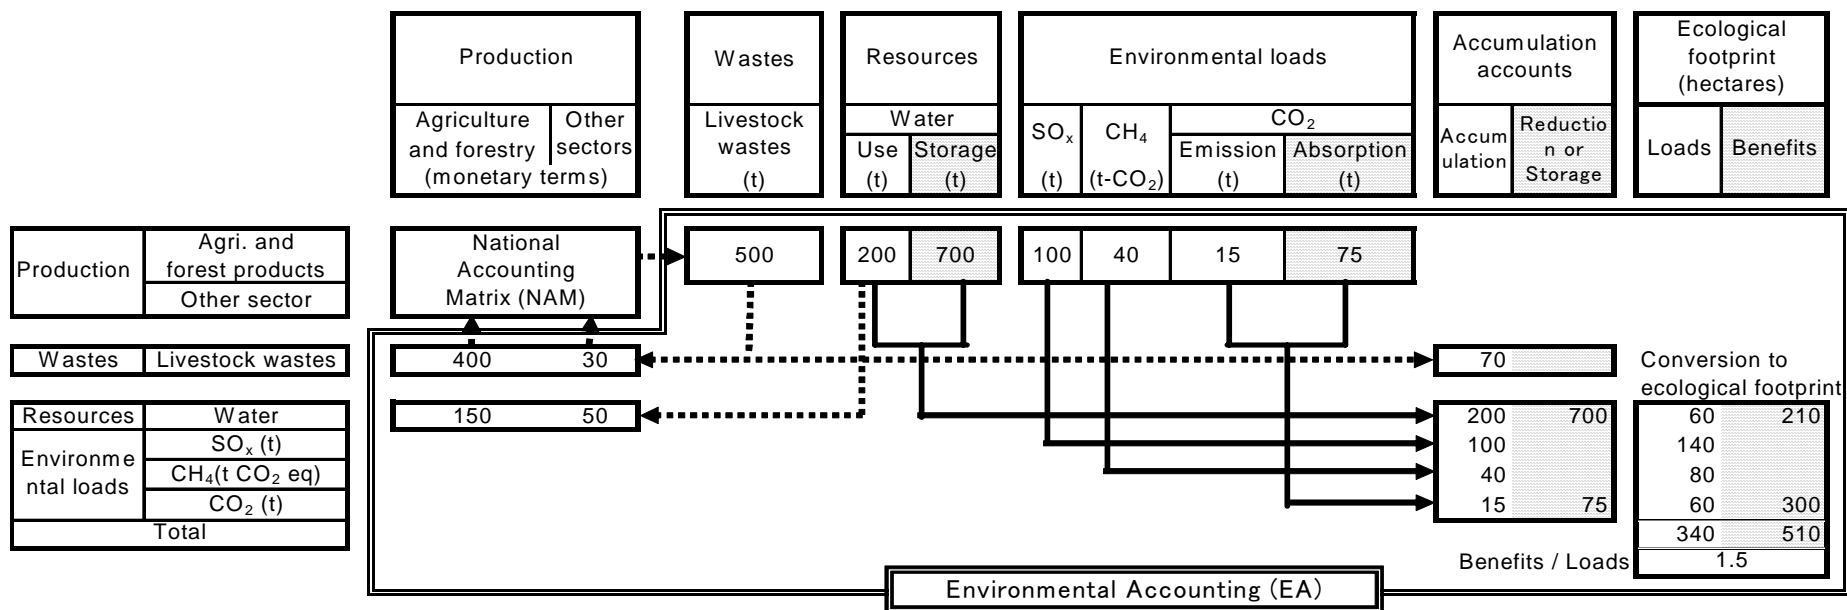 Production
Wastes
Resources
Environmental loads
Accumulation
accounts
Ecological
footprint
(hectares)
Agriculture
and forestry
Other
sectors
(monetary terms)
Livestock
wastes
(t)
Water
Use
(t)
Storage
(t)
SOx
(t)
CH4
(t-CO2)
CO2
Emission
(t)
Absorption
(t)
Accum
ulation
Reductio
n or
Storage
Loads
Benefits
Production
Agri. and
forest products
Other sector
National
Accounting
Matrix (NAM)
500
200
700
100
40
15
75
Wastes
Livestock wastes
400
30
70
Conversion to
ecological footprint
Resources
Water
150
50
200
700
60
210
Environme
ntal loads
SOx (t)
100
140
CH4(t CO2 eq)
40
80
CO2 (t)
15
75
60
300
Total
340
510
Benefits / Loads
1.5
Environmental Accounting (EA)